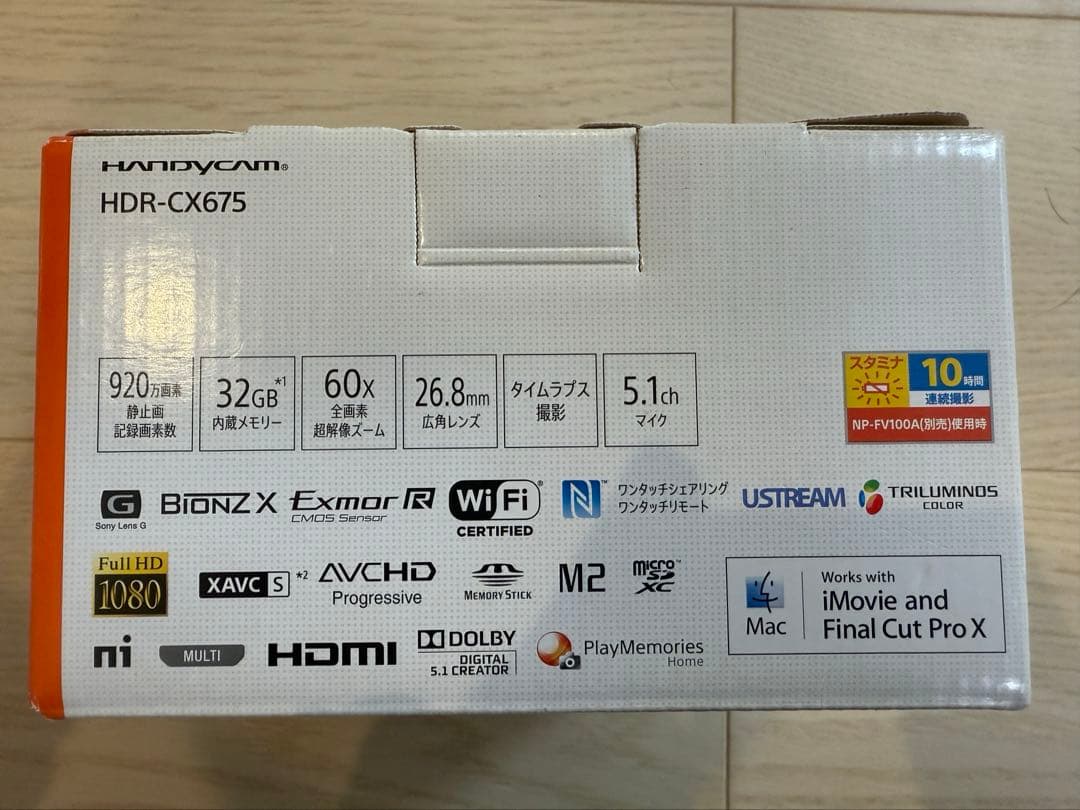 HANDYCAM®
HDR-CX675
920万画素
静止画
記録画素数
32GB*1
内蔵メモリー
60x
全画素
超解像ズーム
26.8mm
広角レンズ
タイムラプス
撮影
5.1ch
マイク
スタミナ
10時間
連続撮影
NP-FV100A(別売)使用時
G
Sony Lens G
BIONZ X
Exmor R
CMOS Sensor
Wi Fi®
CERTIFIED
N™
ワンタッチシェアリング
ワンタッチリモート
USTREAM
TRILUMINOS
COLOR
Full HD
1080
XAVC S*2
AVCHD
Progressive
MEMORY STICK
M2
micro™
SD
XC
Mac
Works with
iMovie and
Final Cut Pro X
ni
MULTI
HDMI
DOLBY
DIGITAL
5.1 CREATOR
PlayMemories
Home